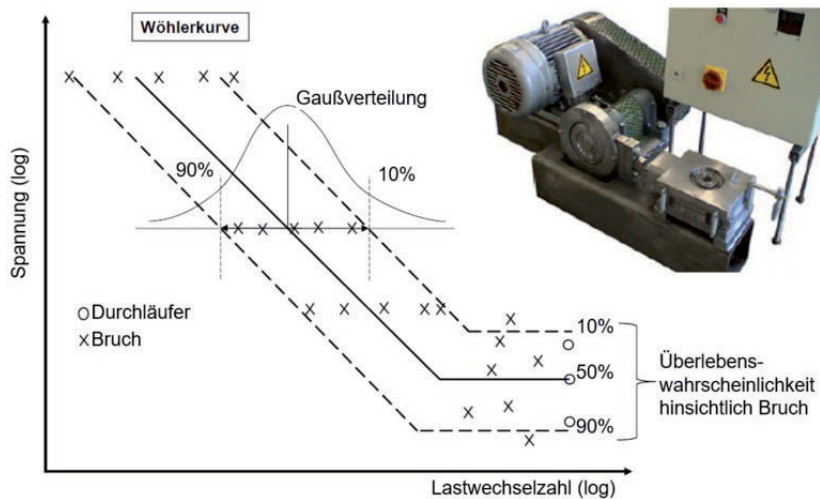 Wöhlerkurve
Gaußverteilung
90%
10%
Spannung (log)
Durchläufer
Bruch
10%
50%
90%
Überlebens-
wahrscheinlichkeit
hinsichtlich Bruch
Lastwechselzahl (log)